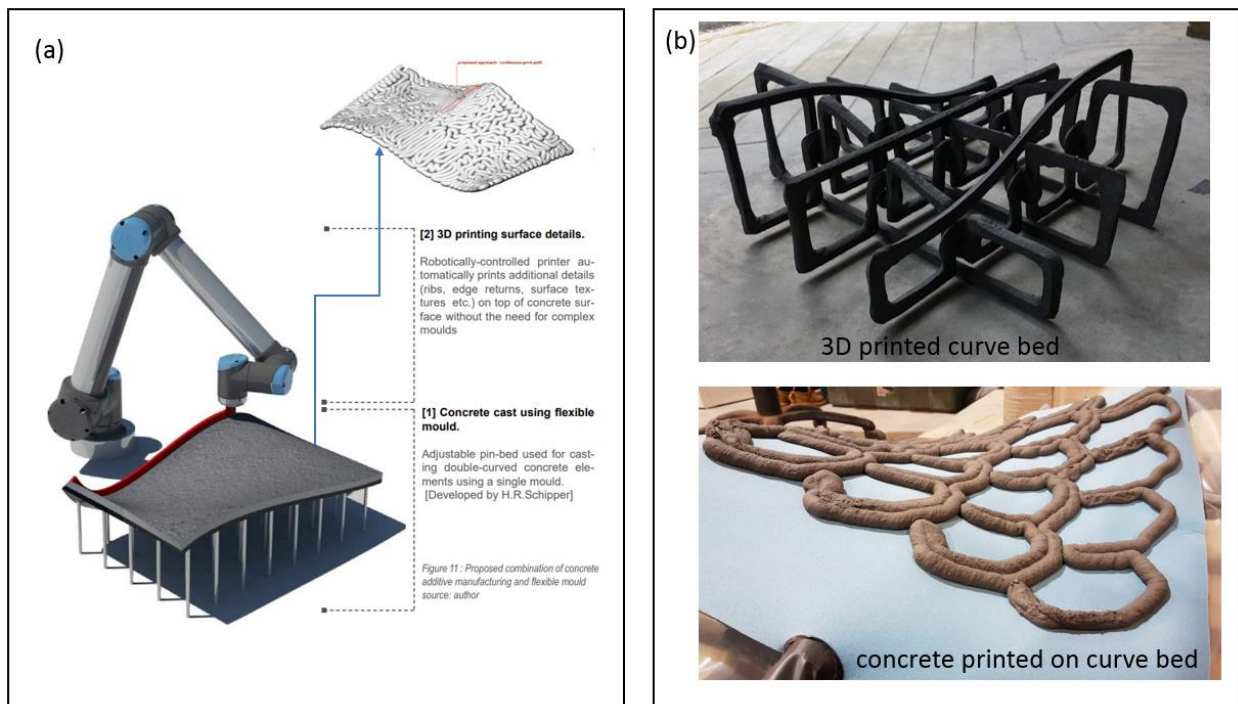 (a)
proposed approach - continuous print path
[2] 3D printing surface details.
Robotically-controlled printer au-
tomatically prints additional details
(ribs, edge returns, surface tex-
tures etc.) on top of concrete sur-
face without the need for complex
moulds
[1] Concrete cast using flexible
mould.
Adjustable pin-bed used for cast-
ing double-curved concrete ele-
ments using a single mould.
[Developed by H.R.Schipper]
Figure 11 : Proposed combination of concrete
additive manufacturing and flexible mould
source: author
(b)
3D printed curve bed
concrete printed on curve bed